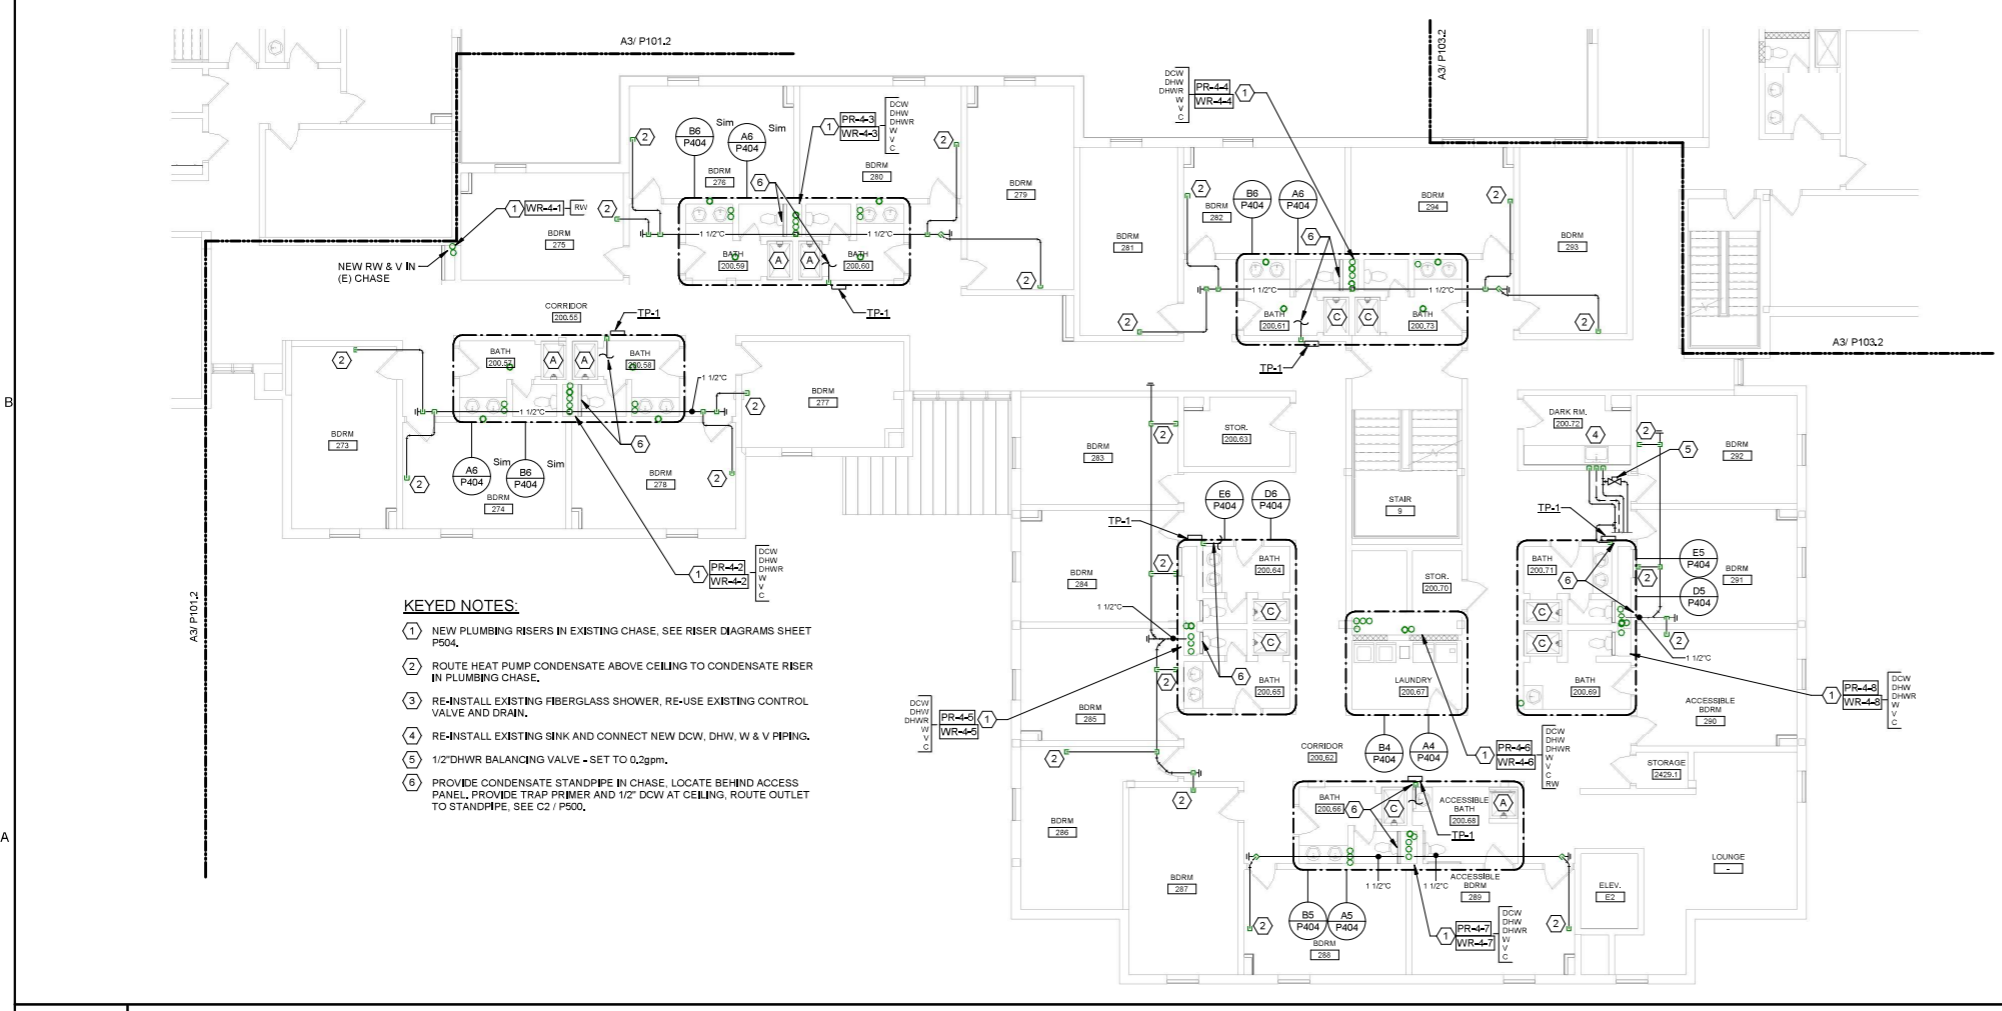 A3/ P101.2
A3/ P103.2
DCW
DHW
DHWR
W
V
C
PR-4-4
WR-4-4
1
DCW
DHW
DHWR
W
V
C
PR-4-3
WR-4-3
1
2
B6
P404
Sim
A6
P404
Sim
2
BDRM
276
6
BDRM
280
BDRM
279
1
WR-4-1
RW
2
BDRM
275
1 1/2"C
1 1/2"C
BATH
200.59
A
A
BATH
200.60
2
TP-1
NEW RW & V IN
(E) CHASE
2
B6
P404
A6
P404
BDRM
282
BDRM
294
2
BDRM
281
6
BDRM
293
1 1/2"C
1 1/2"C
BATH
200.61
C
C
BATH
200.73
2
2
TP-1
A3/ P103.2
CORRIDOR
200.55
TP-1
2
BATH
200.57
A
A
BATH
200.58
1 1/2"C
1 1/2"C
2
BDRM
277
BDRM
273
6
2
A6
P404
Sim
B6
P404
Sim
BDRM
274
BDRM
278
2
B
1
PR-4-2
WR-4-2
DCW
DHW
DHWR
W
V
C
A3/ P101.2
KEYED NOTES:
1 NEW PLUMBING RISERS IN EXISTING CHASE, SEE RISER DIAGRAMS SHEET
P504.
2 ROUTE HEAT PUMP CONDENSATE ABOVE CEILING TO CONDENSATE RISER
IN PLUMBING CHASE.
3 RE-INSTALL EXISTING FIBERGLASS SHOWER, RE-USE EXISTING CONTROL
VALVE AND DRAIN.
4 RE-INSTALL EXISTING SINK AND CONNECT NEW DCW, DHW, W & V PIPING.
5 1/2"DHWR BALANCING VALVE - SET TO 0.2gpm.
6 PROVIDE CONDENSATE STANDPIPE IN CHASE, LOCATE BEHIND ACCESS
PANEL. PROVIDE TRAP PRIMER AND 1/2" DCW AT CEILING, ROUTE OUTLET
TO STANDPIPE, SEE C2 / P500.
A
BDRM
283
2
STOR.
200.63
DARK RM.
200.72
4
2
5
BDRM
292
E6
P404
D6
P404
TP-1
STAIR
9
TP-1
2
BDRM
284
BATH
200.64
STOR.
200.70
BATH
200.71
6
E5
P404
2
BDRM
291
D5
P404
1 1/2"C
C
C
C
C
2
1 1/2"C
2
6
BATH
200.65
LAUNDRY
200.67
BATH
200.69
BDRM
285
DCW
DHW
DHWR
W
V
C
PR-4-5
WR-4-5
1
ACCESSIBLE
BDRM
290
1
PR-4-8
WR-4-8
DCW
DHW
DHWR
W
V
C
2
CORRIDOR
200.62
B4
P404
A4
P404
1
PR-4-6
WR-4-6
DCW
DHW
DHWR
W
V
C
RW
STORAGE
2429.1
2
BATH
200.66
6
C
ACCESSIBLE
BATH
200.68
A
TP-1
BDRM
286
BDRM
287
1 1/2"C
1 1/2"C
ACCESSIBLE
BDRM
289
ELEV.
E2
LOUNGE
-
2
B5
P404
A5
P404
BDRM
288
1
PR-4-7
WR-4-7
DCW
DHW
DHWR
W
V
C
2